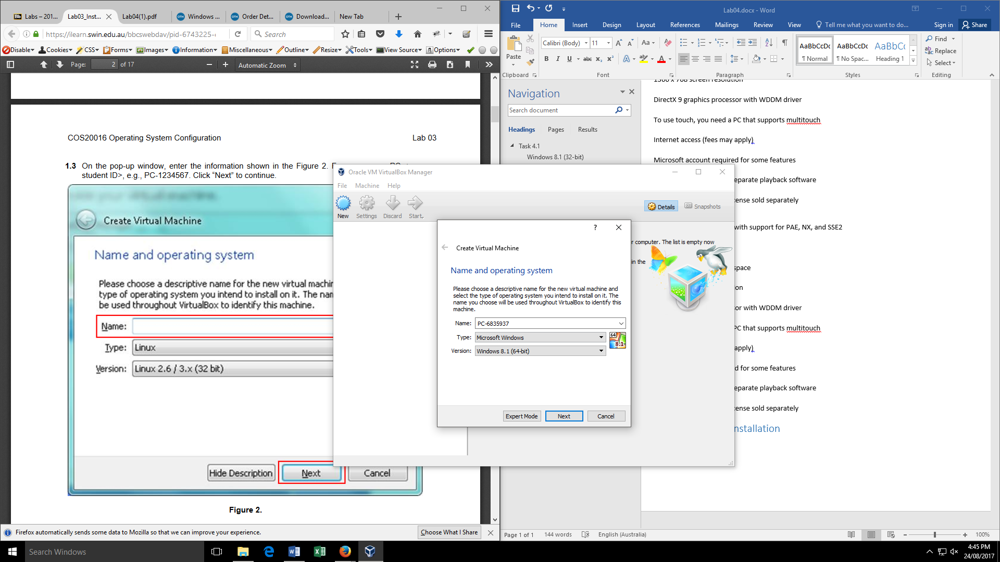 Labs – 201...
Lab03_Inst...
Lab04(1).pdf
Windows ...
Order Det...
Download...
New Tab
https://ilearn.swin.edu.au/bbcswebdav/pid-6743225-
Search
Disable
Cookies
CSS
Forms
Images
Information
Miscellaneous
Outline
Resize
Tools
View Source
Options
Page: 2 of 17
Automatic Zoom
COS20016 Operating System Configuration
Lab 03
1.3 On the pop-up window, enter the information shown in the Figure 2.
student ID>, e.g., PC-1234567. Click “Next” to continue.
Create Virtual Machine
Name and operating system
Please choose a descriptive name for the new virtual machin
type of operating system you intend to install on it. The nam
be used throughout VirtualBox to identify this machine.
Name:
Type: Linux
Version: Linux 2.6 / 3.x (32 bit)
Hide Description
Next
Cancel
Figure 2.
Firefox automatically sends some data to Mozilla so that we can improve your experience.
Choose What I Share
Lab04.docx - Word
File
Home
Insert
Design
Layout
References
Mailings
Review
View
Tell me what you want to do...
Sign in
Share
Paste
Calibri (Body)
11
Clipboard
Font
Paragraph
AaBbCcDc
¶ Normal
AaBbCcDc
¶ No Spac...
AaBbCc
Heading 1
Styles
Find
Replace
Select
Editing
Navigation
Search document
Headings
Pages
Results
Task 4.1
Windows 8.1 (32-bit)
1366 x 768 screen resolution
DirectX 9 graphics processor with WDDM driver
To use touch, you need a PC that supports multitouch
Internet access (fees may apply)
Microsoft account required for some features
eparate playback software
ense sold separately
with support for PAE, NX, and SSE2
space
on
or with WDDM driver
PC that supports multitouch
apply)
d for some features
eparate playback software
ense sold separately
nstallation
Oracle VM VirtualBox Manager
File
Machine
Help
New
Settings
Discard
Start
Details
Snapshots
r computer. The list is empty now
in the
?
Create Virtual Machine
Name and operating system
Please choose a descriptive name for the new virtual machine and
select the type of operating system you intend to install on it. The
name you choose will be used throughout VirtualBox to identify this
machine.
Name: PC-6835937
Type: Microsoft Windows
Version: Windows 8.1 (64-bit)
64
8.1
Expert Mode
Next
Cancel
Page 1 of 1
144 words
English (Australia)
100%
Search Windows
4:45 PM
24/08/2017